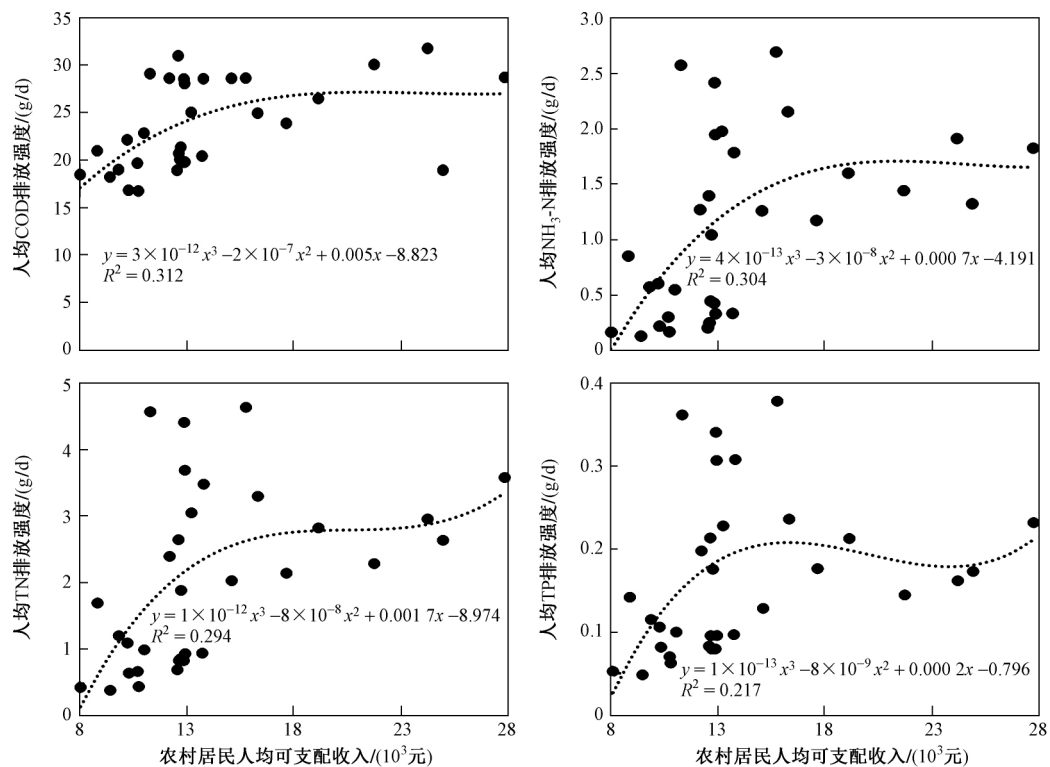 人均COD排放强度/(g/d)
35
30
25
20
15
10
5
0
y = 3×10⁻¹² x³ −2×10⁻⁷ x² + 0.005x −8.823
R² = 0.312
人均NH₃-N排放强度/(g/d)
3.0
2.5
2.0
1.5
1.0
0.5
0
8 13 18 23 28
y = 4×10⁻¹³ x³ −3×10⁻⁸ x² + 0.000 7x −4.191
R² = 0.304
人均TN排放强度/(g/d)
5
4
3
2
1
0
8 13 18 23 28
y = 1×10⁻¹² x³ −8×10⁻⁸ x² + 0.001 7x −8.974
R² = 0.294
农村居民人均可支配收入/(10³元)
人均TP排放强度/(g/d)
0.4
0.3
0.2
0.1
0
8 13 18 23 28
y = 1×10⁻¹³ x³ −8×10⁻⁹ x² + 0.000 2x −0.796
R² = 0.217
农村居民人均可支配收入/(10³元)
8 13 18 23 28